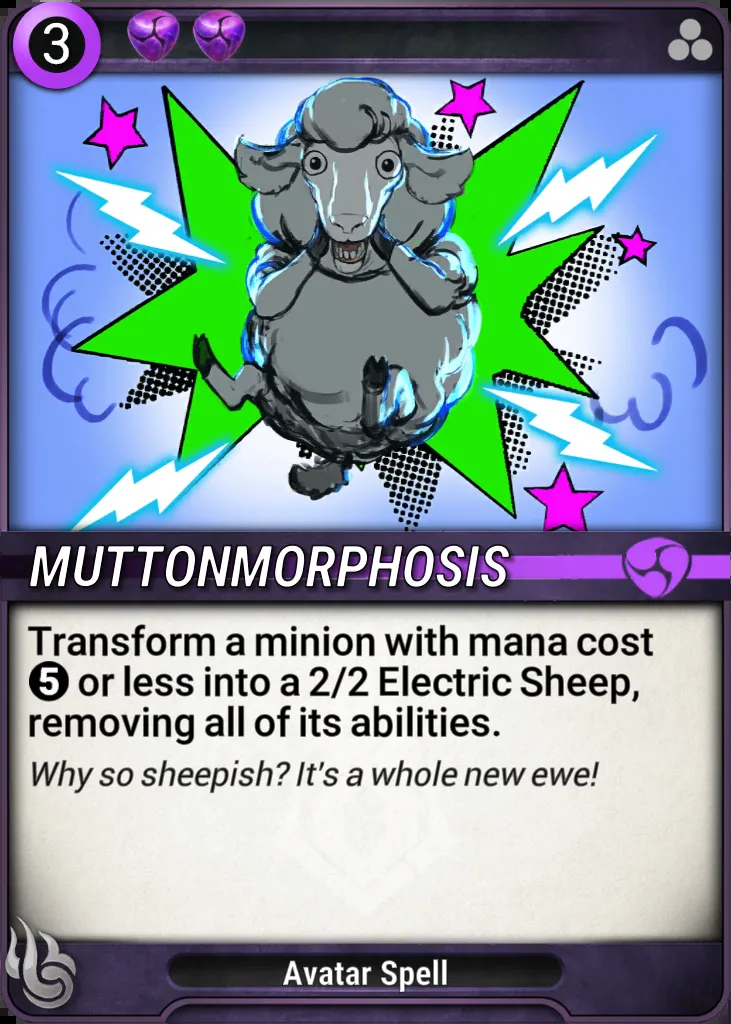 3
MUTTONMORPHOSIS
Transform a minion with mana cost
5 or less into a 2/2 Electric Sheep,
removing all of its abilities.
Why so sheepish? It's a whole new ewe!
Avatar Spell